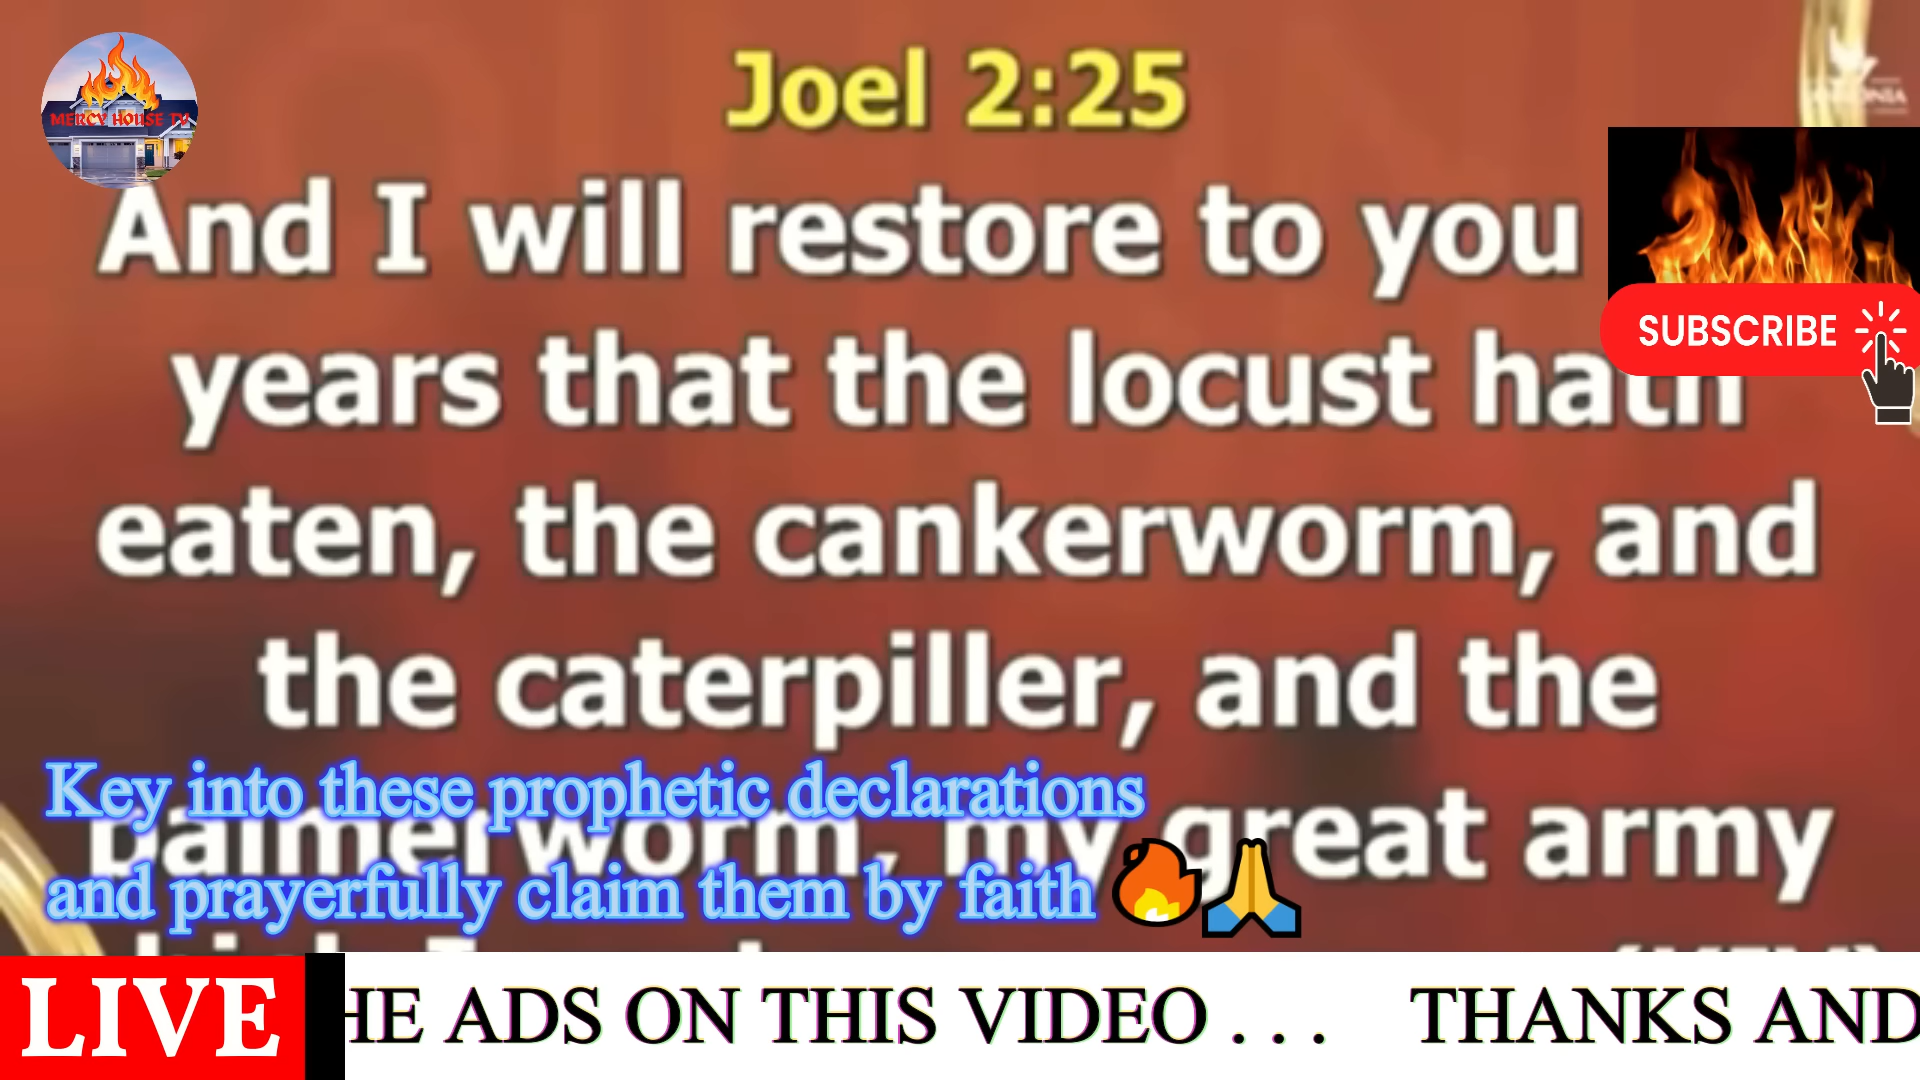 Joel 2:25
MERCY HOUSE TV
And I will restore to you
years that the locust hath
SUBSCRIBE
eaten, the cankerworm, and
the caterpiller, and the
palmerworm, my great army
Key into these prophetic declarations
and prayerfully claim them by faith 🔥🙏
LIVE
HE ADS ON THIS VIDEO . . . THANKS AND